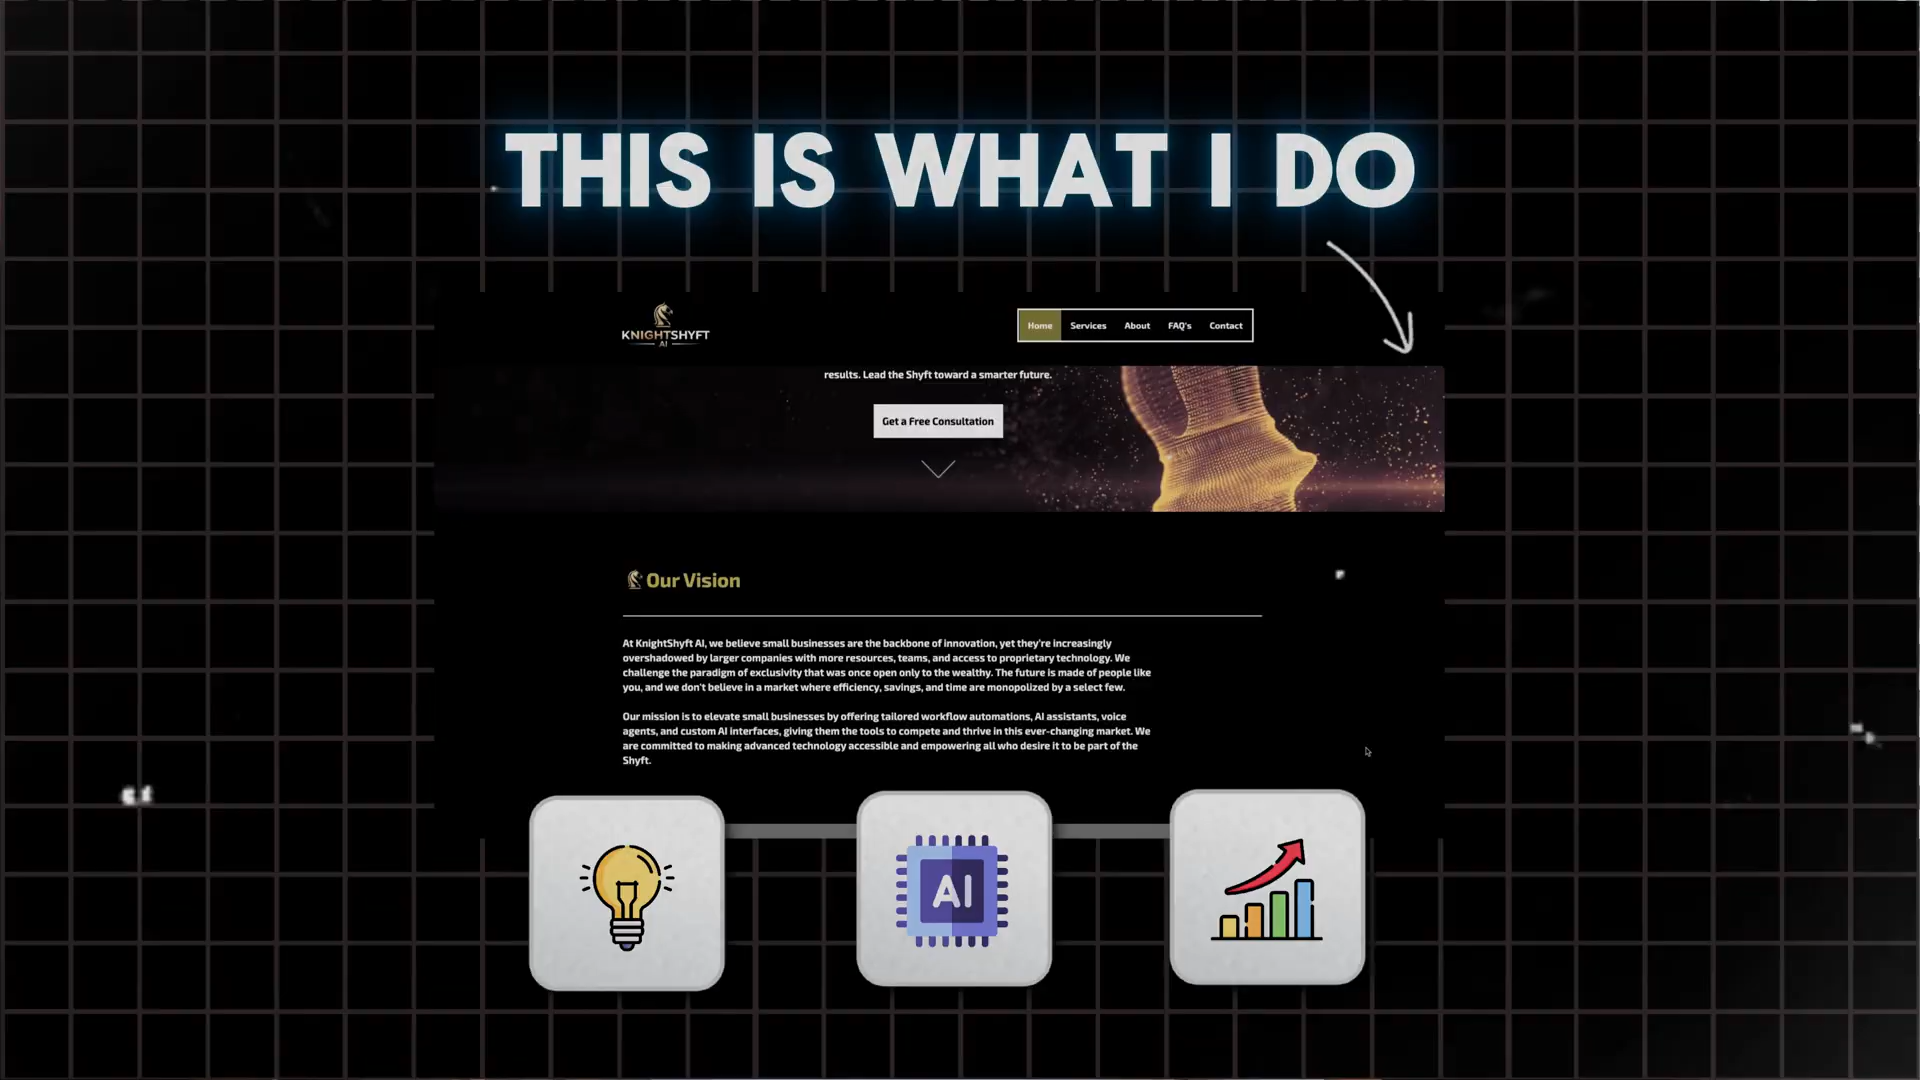 THIS IS WHAT I DO
KNIGHTSHYFT
AI
Home Services About FAQ's Contact
results. Lead the Shyft toward a smarter future.
Get a Free Consultation
Our Vision
At KnightShyft AI, we believe small businesses are the backbone of innovation, yet they're increasingly
overshadowed by larger companies with more resources, teams, and access to proprietary technology. We
challenge the paradigm of exclusivity that was once open only to the wealthy. The future is made of people like
you, and we don't believe in a market where efficiency, savings, and time are monopolized by a select few.
Our mission is to elevate small businesses by offering tailored workflow automations, AI assistants, voice
agents, and custom AI interfaces, giving them the tools to compete and thrive in this ever-changing market. We
are committed to making advanced technology accessible and empowering all who desire it to be part of the
Shyft.
AI